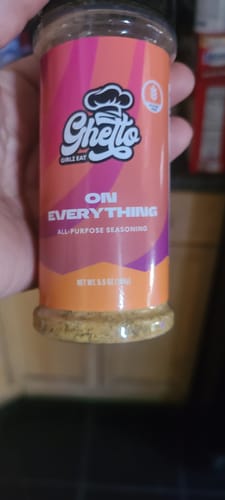 Ghetto
GIRLZ EAT
ON
EVERYTHING
ALL-PURPOSE SEASONING